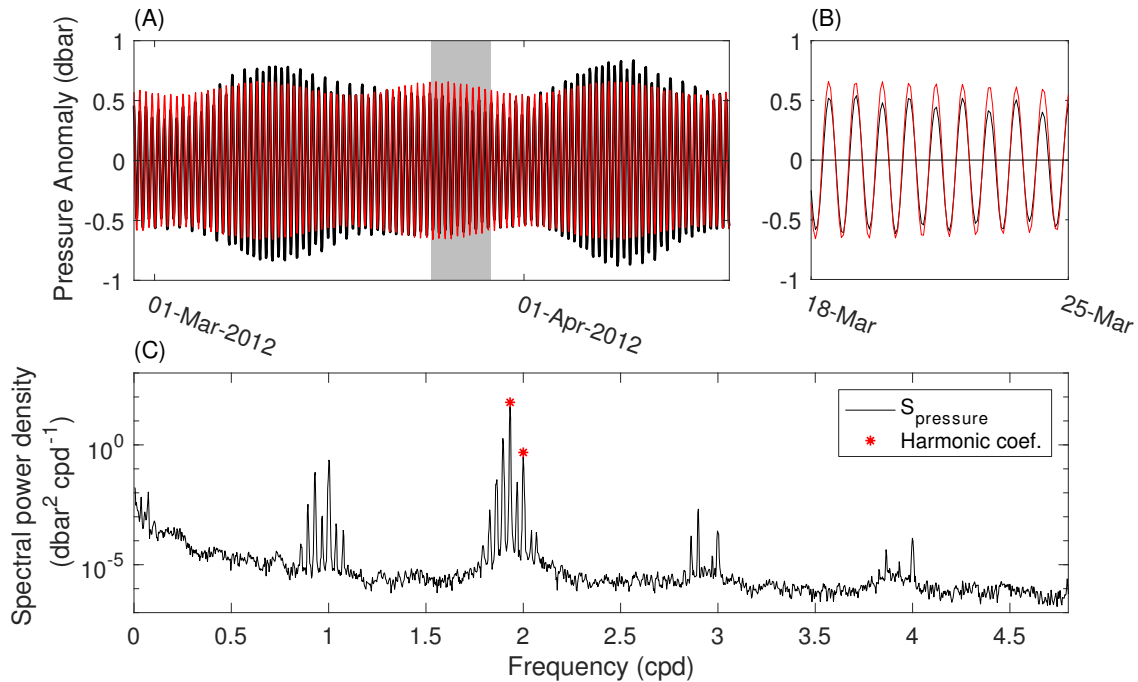 (A)
Pressure Anomaly (dbar)
1
0.5
0
-0.5
-1
01-Mar-2012
01-Apr-2012
(B)
1
0.5
0
-0.5
-1
18-Mar
25-Mar
(C)
Spectral power density
(dbar² cpd⁻¹)
10⁰
10⁻⁵
S_pressure
Harmonic coef.
0 0.5 1 1.5 2 2.5 3 3.5 4 4.5
Frequency (cpd)